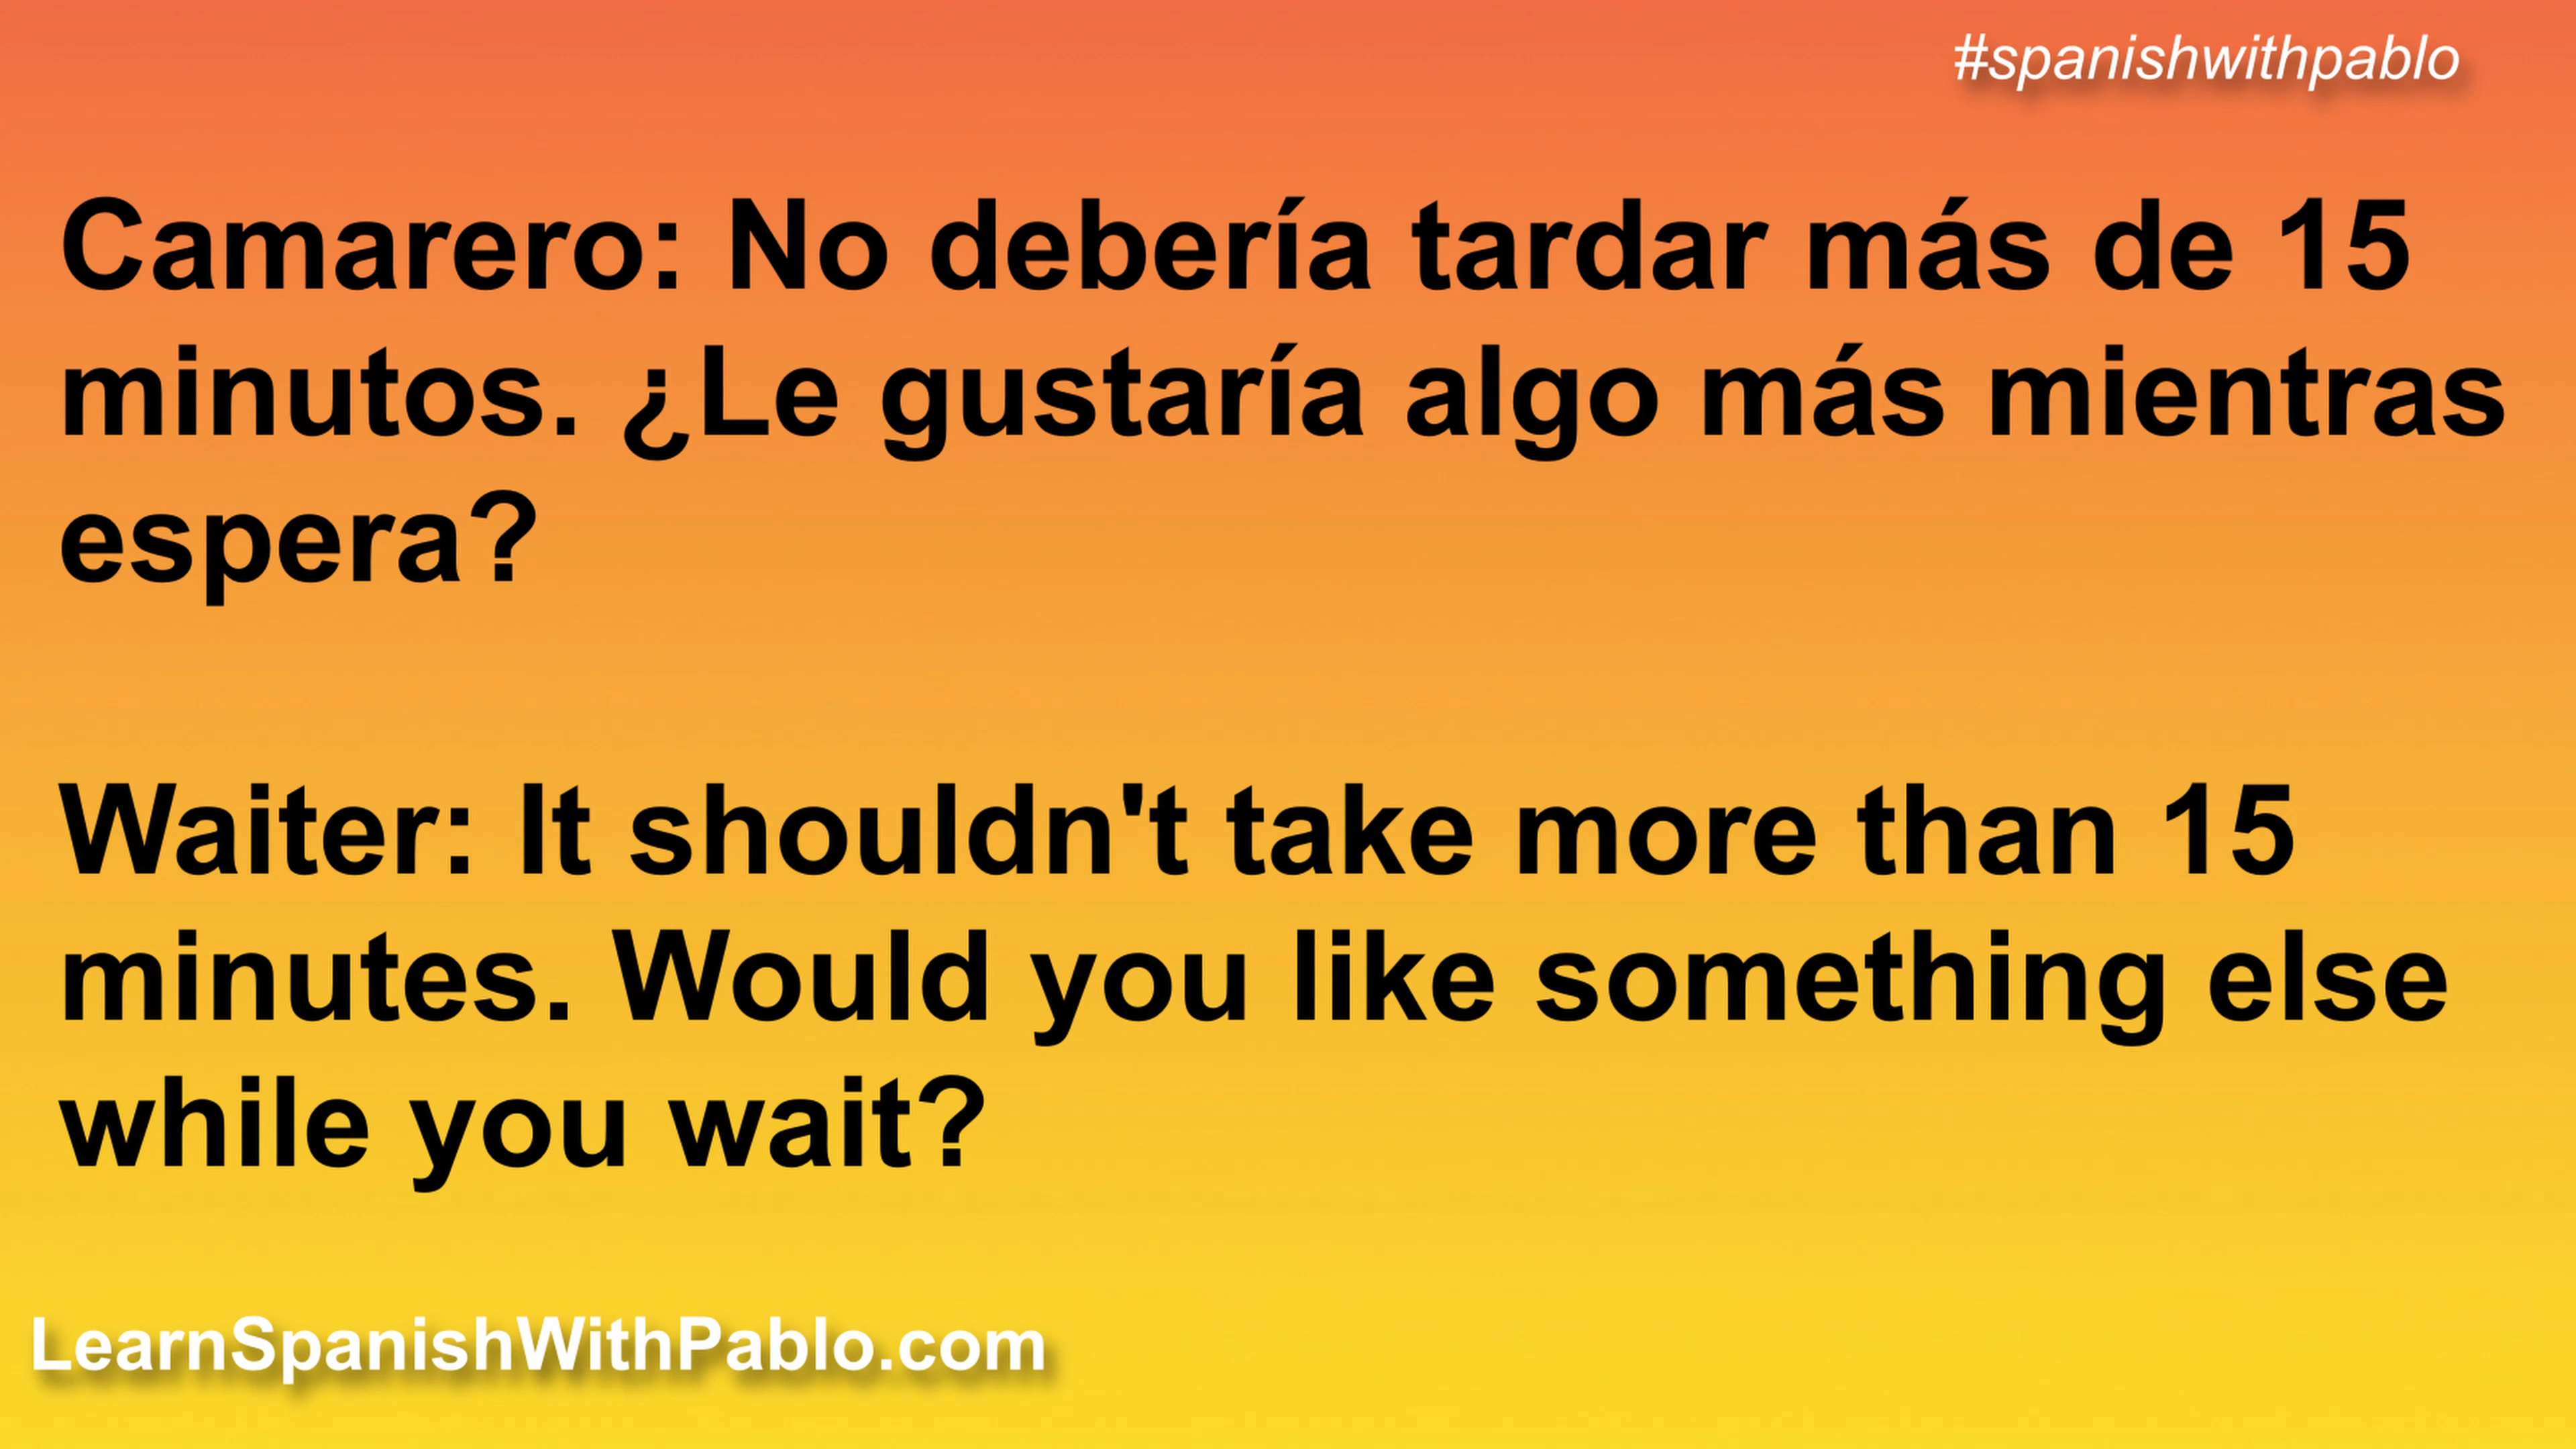 #spanishwithpablo
Camarero: No debería tardar más de 15
minutos. ¿Le gustaría algo más mientras
espera?
Waiter: It shouldn't take more than 15
minutes. Would you like something else
while you wait?
LearnSpanishWithPablo.com